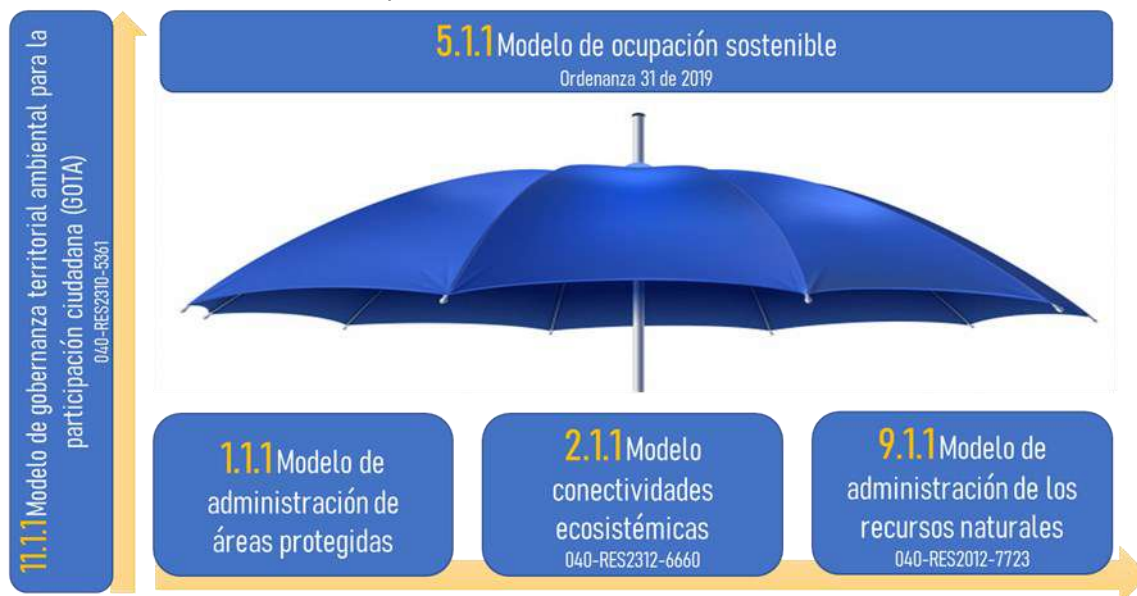 11.1.1 Modelo de gobernanza territorial ambiental para la
participación ciudadana (GOTA)
040-RES2310-5361
5.1.1 Modelo de ocupación sostenible
Ordenanza 31 de 2019
1.1.1 Modelo de
administración de
áreas protegidas
2.1.1 Modelo
conectividades
ecosistémicas
040-RES2312-6660
9.1.1 Modelo de
administración de los
recursos naturales
040-RES2012-7723